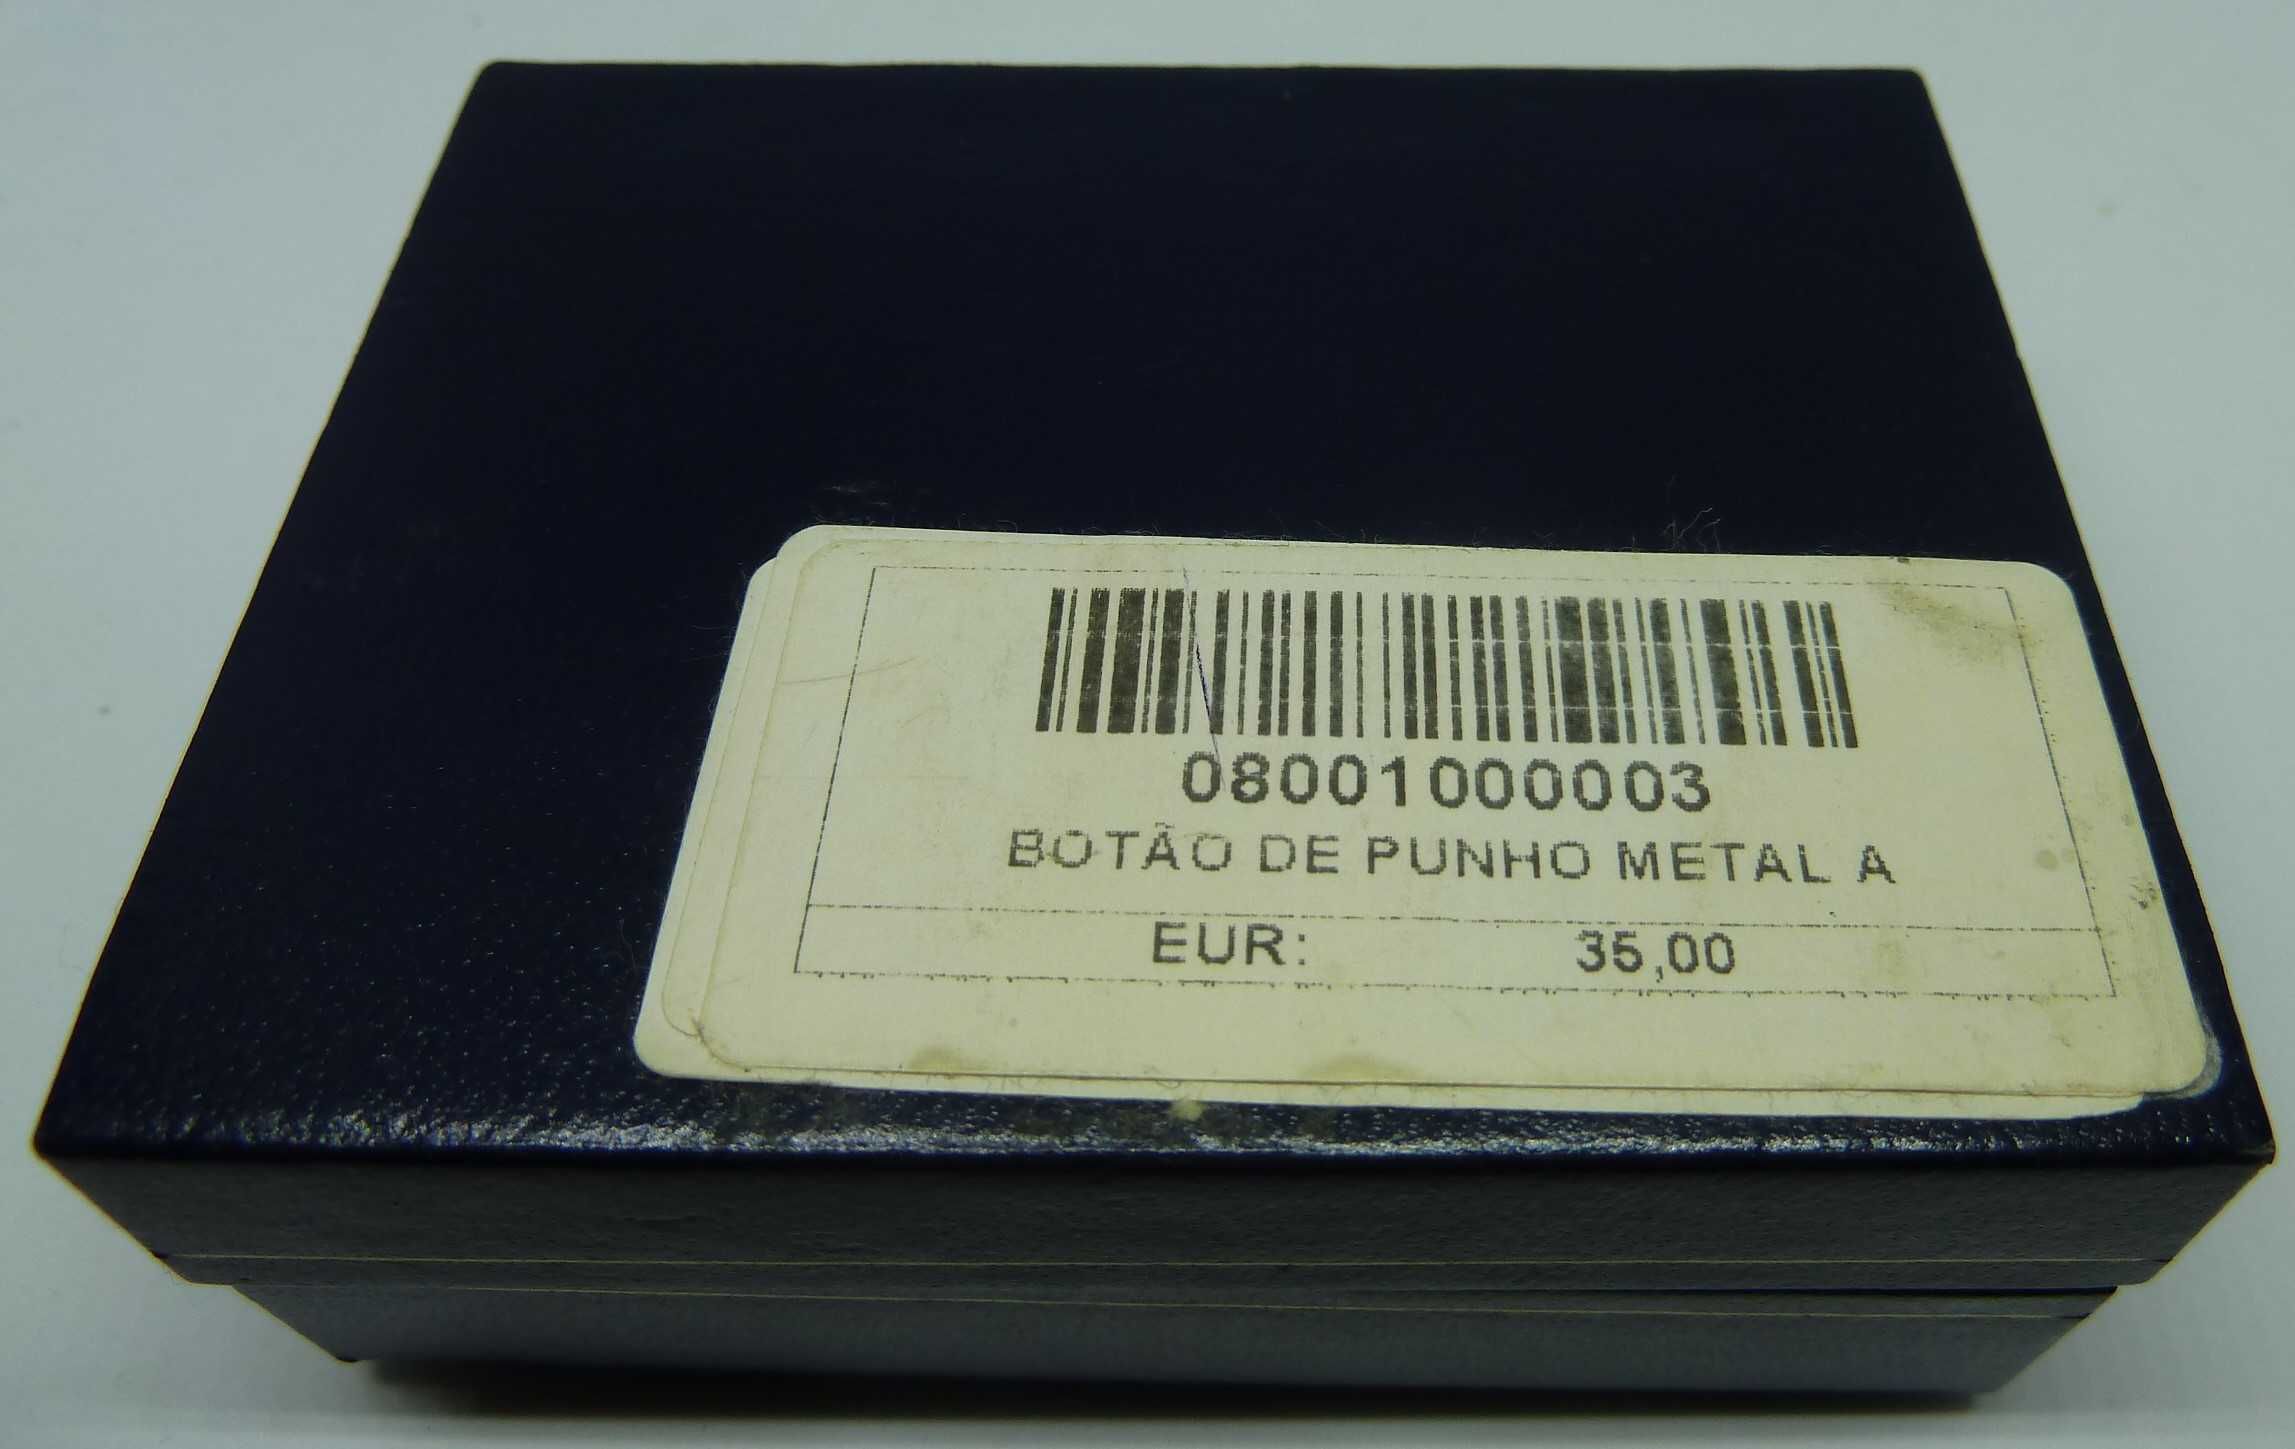 08001000003
BOTÃO DE PUNHO METAL A
EUR: 35,00